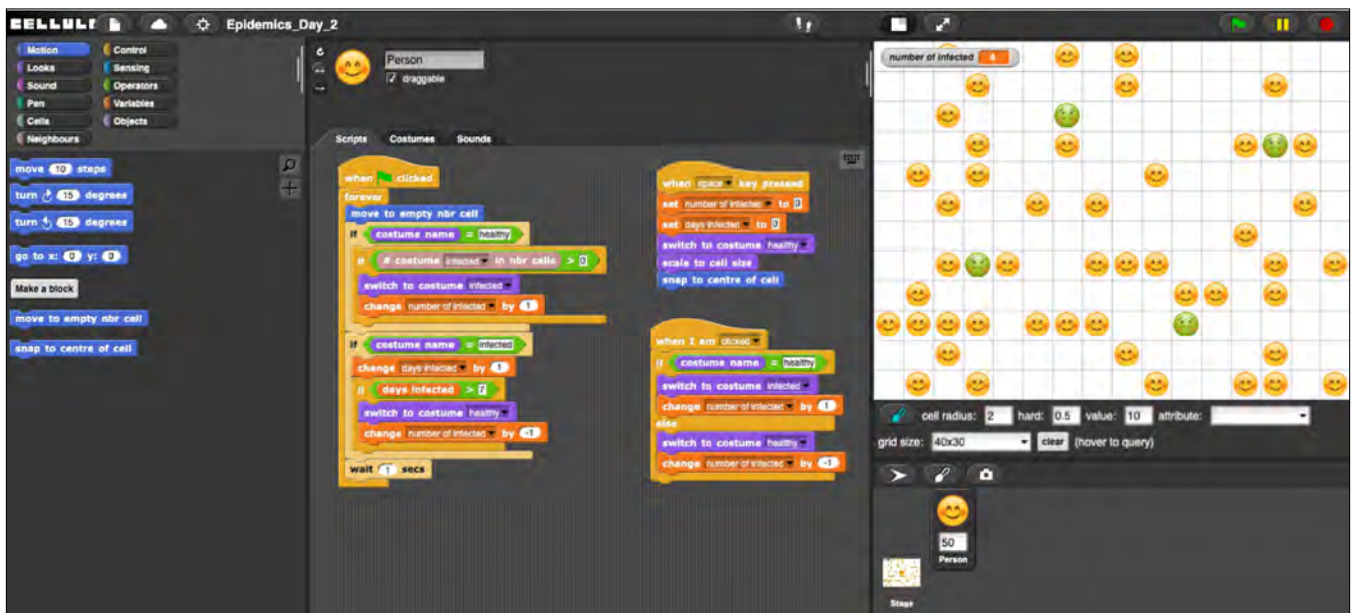 CELLULE
Epidemics_Day_2
Motion Control
Looks Sensing
Sound Operators
Pen Variables
Cells Objects
Neighbours
move 10 steps
turn 15 degrees
turn 15 degrees
go to x: 0 y: 0
Make a block
move to empty nbr cell
snap to centre of cell
Person
draggable
Scripts Costumes Sounds
when clicked
forever
move to empty nbr cell
if costume name = healthy
if # costume infected in nbr cells > 0
switch to costume infected
change number of infected by 1
if costume name = infected
change days infected by 1
if days infected > 7
switch to costume healthy
change number of infected by -1
wait 1 secs
when space key pressed
set number of infected to 0
set days infected to 0
switch to costume healthy
scale to cell size
snap to centre of cell
when I am clicked
if costume name = healthy
switch to costume infected
change number of infected by 1
else
switch to costume healthy
change number of infected by -1
number of infected 4
cell radius: 2 hard: 0.5 value: 10 attribute:
grid size: 40x30 clear (hover to query)
50
Person
Stage